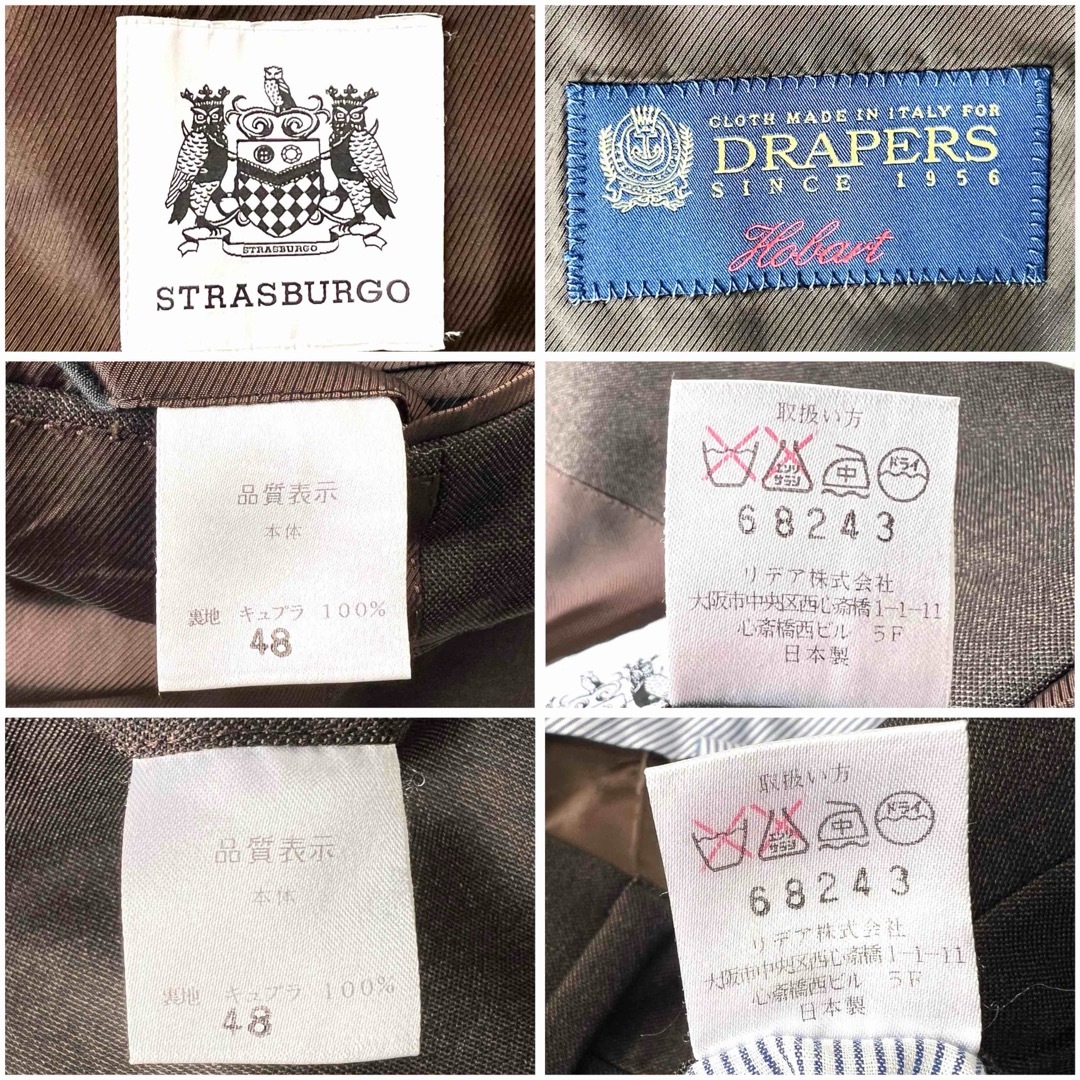 STRASBURGO
STRASBURGO
CLOTH MADE IN ITALY FOR
DRAPERS
SINCE 1956
Hobart
品質表示
本体
裏地 キュプラ 100%
48
取扱い方
エンソ
サラシ
中
ドライ
68243
リデア株式会社
大阪市中央区西心斎橋1-1-11
心斎橋西ビル 5F
日本製
品質表示
本体
裏地 キュプラ 100%
48
取扱い方
エンソ
サラシ
中
ドライ
68243
リデア株式会社
大阪市中央区西心斎橋1-1-11
心斎橋西ビル 5F
日本製